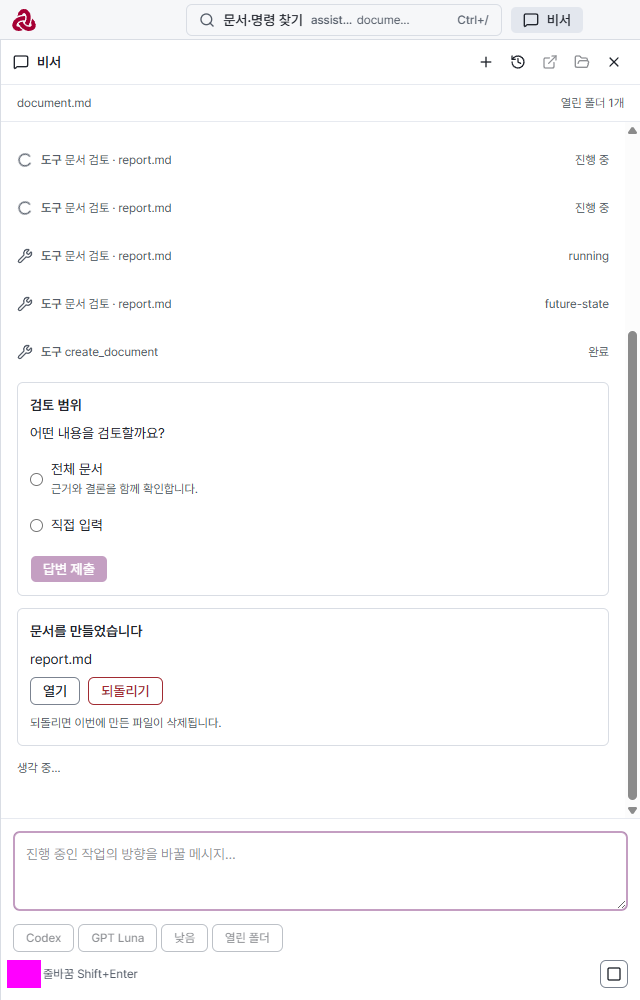 문서·명령 찾기 assist... docume... Ctrl+/ 비서
비서
document.md 열린 폴더 1개
도구 문서 검토 · report.md 진행 중
도구 문서 검토 · report.md 진행 중
도구 문서 검토 · report.md running
도구 문서 검토 · report.md future-state
도구 create_document 완료
검토 범위
어떤 내용을 검토할까요?
전체 문서
근거와 결론을 함께 확인합니다.
직접 입력
답변 제출
문서를 만들었습니다
report.md
열기 되돌리기
되돌리면 이번에 만든 파일이 삭제됩니다.
생각 중...
진행 중인 작업의 방향을 바꿀 메시지...
Codex GPT Luna 낮음 열린 폴더
줄바꿈 Shift+Enter